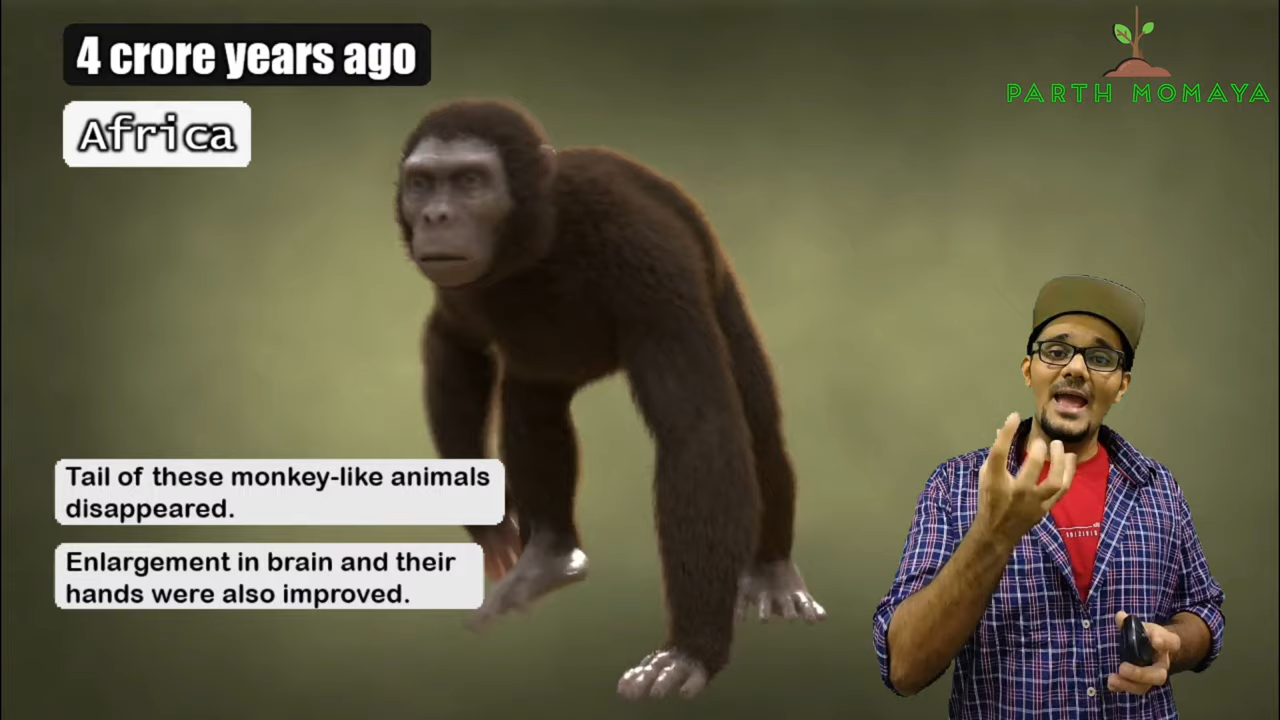 4 crore years ago
Africa
PARTH MOMAYA
Tail of these monkey-like animals
disappeared.
Enlargement in brain and their
hands were also improved.